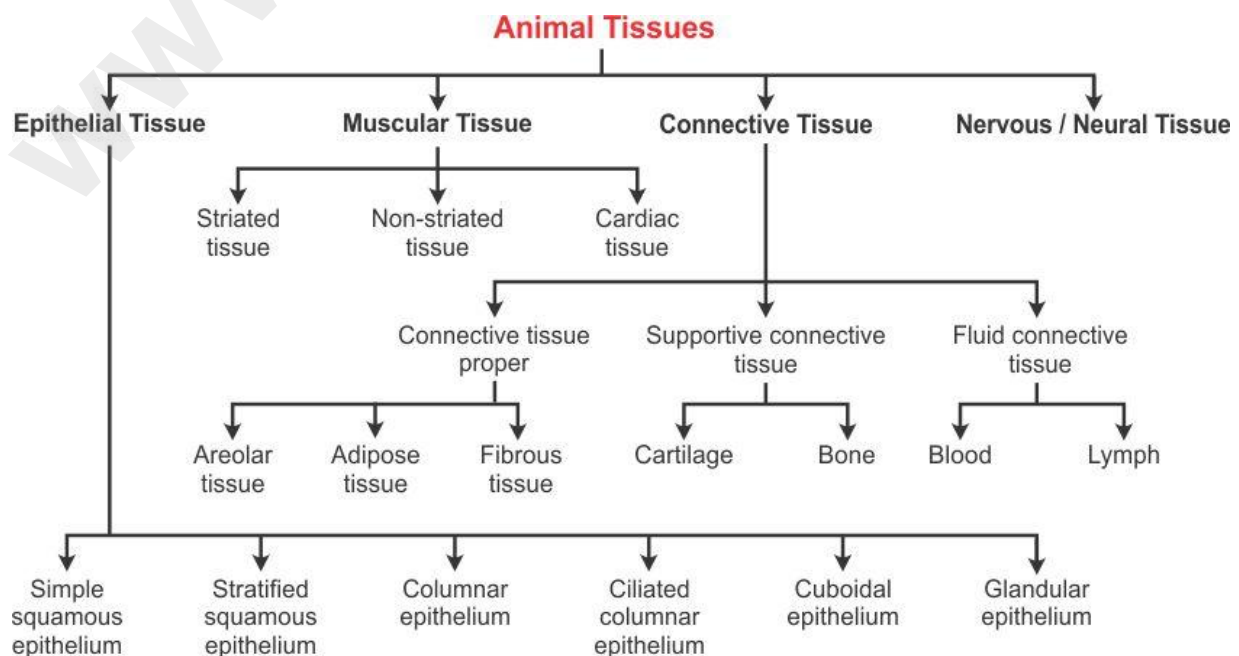 Animal Tissues
Epithelial Tissue
Muscular Tissue
Connective Tissue
Nervous / Neural Tissue
Striated
tissue
Non-striated
tissue
Cardiac
tissue
Connective tissue
proper
Supportive connective
tissue
Fluid connective
tissue
Areolar
tissue
Adipose
tissue
Fibrous
tissue
Cartilage
Bone
Blood
Lymph
Simple
squamous
epithelium
Stratified
squamous
epithelium
Columnar
epithelium
Ciliated
columnar
epithelium
Cuboidal
epithelium
Glandular
epithelium